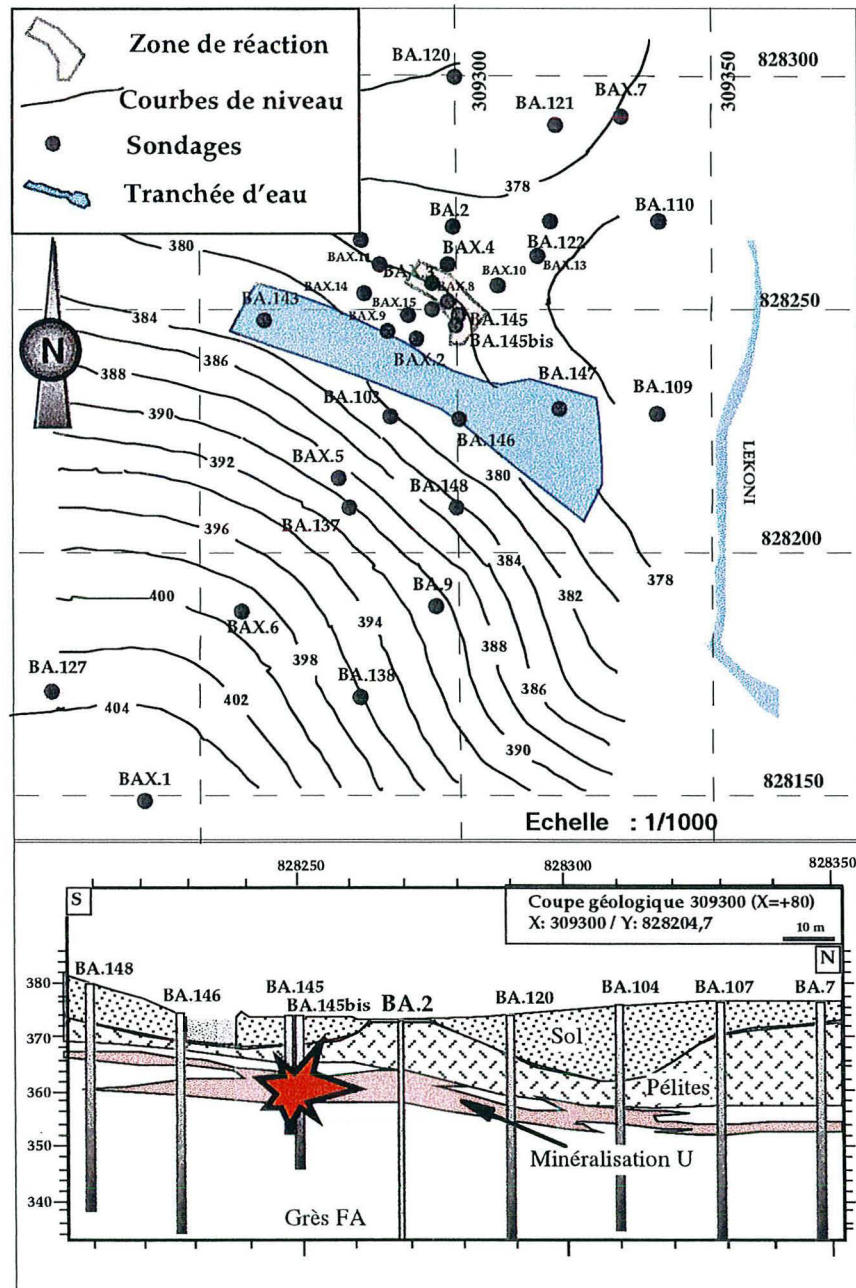 Zone de réaction
Courbes de niveau
Sondages
Tranchée d'eau
BA.120
309300
309350
828300
BA.121
BAX.7
378
BA.2
BA.110
380
BAX.4
BA.122
BAX.11
BAX.3
BAX.10
BAX.13
BAX.14
BAX.8
828250
384
BA.143
BAX.15
BA.145
BAX.9
BA.145bis
N
386
BAX.2
388
BA.147
BA.109
390
BA.103
BA.146
BAX.5
LEKONI
392
380
BA.148
BA.137
396
828200
384
378
BA.9
382
400
BAX.6
394
388
398
BA.127
BA.138
386
402
404
390
BAX.1
828150
Echelle : 1/1000
828250
828300
828350
S
Coupe géologique 309300 (X=+80)
X: 309300 / Y: 828204,7
10 m
N
BA.148
BA.146
BA.145
BA.145bis
BA.2
BA.120
BA.104
BA.107
BA.7
380
370
Sol
360
Pélites
350
Minéralisation U
340
Grès FA